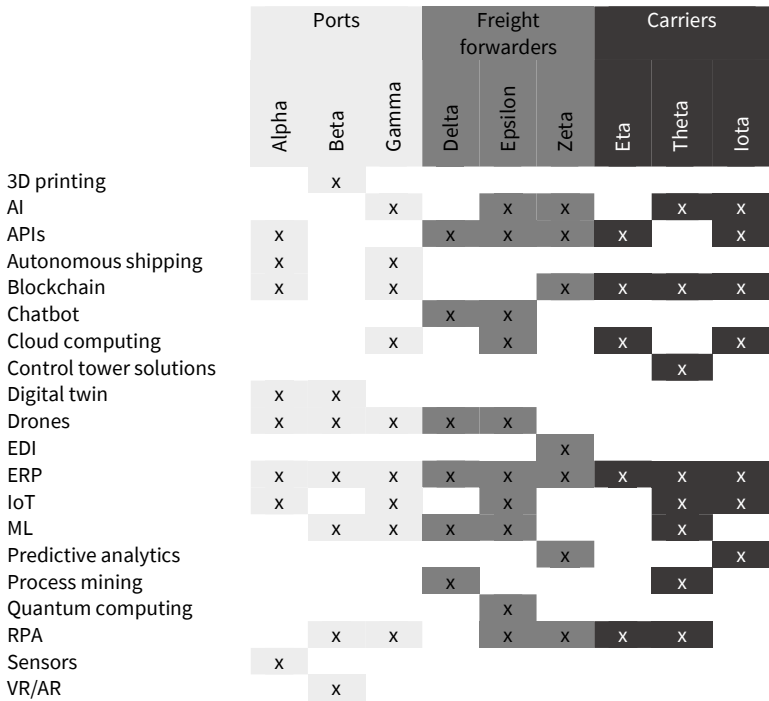 Ports Freight Carriers
forwarders
Alpha Beta Gamma Delta Epsilon Zeta Eta Theta Iota
3D printing x
AI x x x x x
APIs x x x x x x
Autonomous shipping x x
Blockchain x x x x x x
Chatbot x x
Cloud computing x x x x
Control tower solutions x
Digital twin x x
Drones x x x x x
EDI x
ERP x x x x x x x x x
IoT x x x x x
ML x x x x x
Predictive analytics x x
Process mining x x
Quantum computing x
RPA x x x x x x
Sensors x
VR/AR x